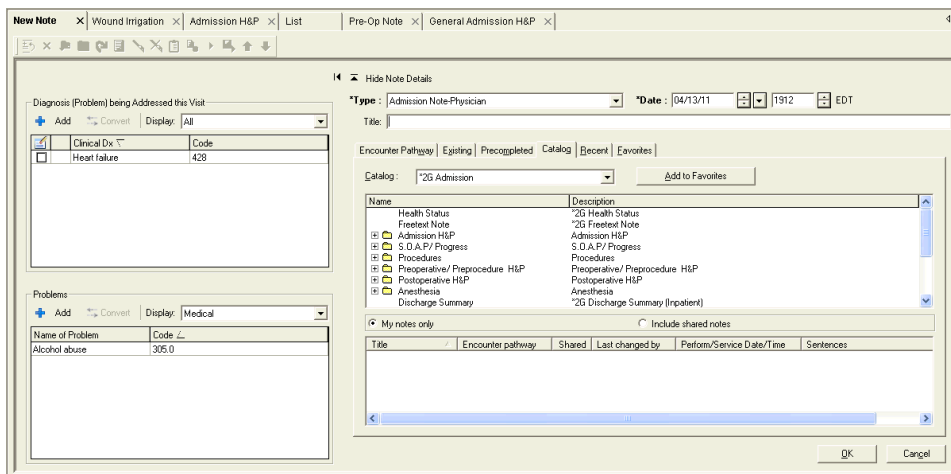 New Note X Wound Irrigation X Admission H&P X List Pre-Op Note X General Admission H&P X
Hide Note Details
*Type : Admission Note-Physician *Date : 04/13/11 1912 EDT
Title:
Diagnosis (Problem) being Addressed this Visit
Add Convert Display: All
Clinical Dx Code
Heart failure 428
Encounter Pathway Existing Precompleted Catalog Recent Favorites
Catalog : *2G Admission Add to Favorites
Name Description
Health Status *2G Health Status
Freetext Note *2G Freetext Note
Admission H&P Admission H&P
S.O.A.P/ Progress S.O.A.P/ Progress
Procedures Procedures
Preoperative/ Preprocedure H&P Preoperative/ Preprocedure H&P
Postoperative H&P Postoperative H&P
Anesthesia Anesthesia
Discharge Summary *2G Discharge Summary (Inpatient)
Problems
Add Convert Display: Medical
Name of Problem Code
Alcohol abuse 305.0
My notes only Include shared notes
Title Encounter pathway Shared Last changed by Perform/Service Date/Time Sentences
OK Cancel